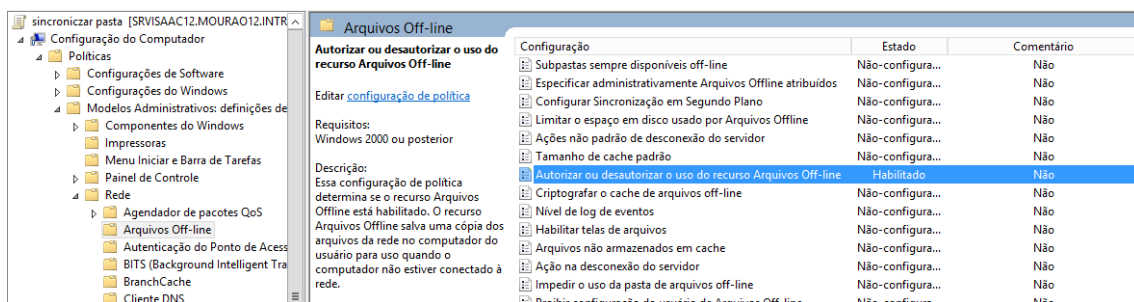 sincroniczar pasta [SRVISAAC12.MOURAO12.INTR
Configuração do Computador
Políticas
Configurações de Software
Configurações do Windows
Modelos Administrativos: definições de
Componentes do Windows
Impressoras
Menu Iniciar e Barra de Tarefas
Painel de Controle
Rede
Agendador de pacotes QoS
Arquivos Off-line
Autenticação do Ponto de Acess
BITS (Background Intelligent Tra
BranchCache
Cliente DNS
Arquivos Off-line
Autorizar ou desautorizar o uso do
recurso Arquivos Off-line
Editar configuração de política
Requisitos:
Windows 2000 ou posterior
Descrição:
Essa configuração de política
determina se o recurso Arquivos
Offline está habilitado. O recurso
Arquivos Offline salva uma cópia dos
arquivos da rede no computador do
usuário para uso quando o
computador não estiver conectado à
rede.
Configuração Estado Comentário
Subpastas sempre disponíveis off-line Não-configura... Não
Especificar administrativamente Arquivos Offline atribuídos Não-configura... Não
Configurar Sincronização em Segundo Plano Não-configura... Não
Limitar o espaço em disco usado por Arquivos Offline Não-configura... Não
Ações não padrão de desconexão do servidor Não-configura... Não
Tamanho de cache padrão Não-configura... Não
Autorizar ou desautorizar o uso do recurso Arquivos Off-line Habilitado Não
Criptografar o cache de arquivos off-line Não-configura... Não
Nível de log de eventos Não-configura... Não
Habilitar telas de arquivos Não-configura... Não
Arquivos não armazenados em cache Não-configura... Não
Ação na desconexão do servidor Não-configura... Não
Impedir o uso da pasta de arquivos off-line Não-configura... Não
Proibir configuração do usuário de Arquivos Off-line Não-configura... Não